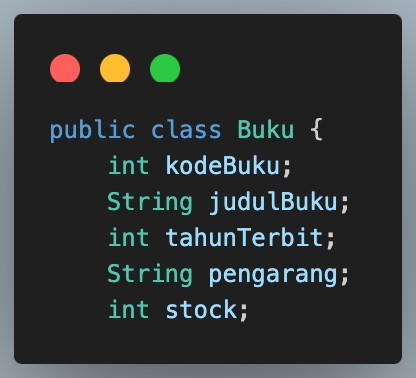 public class Buku {
    int kodeBuku;
    String judulBuku;
    int tahunTerbit;
    String pengarang;
    int stock;